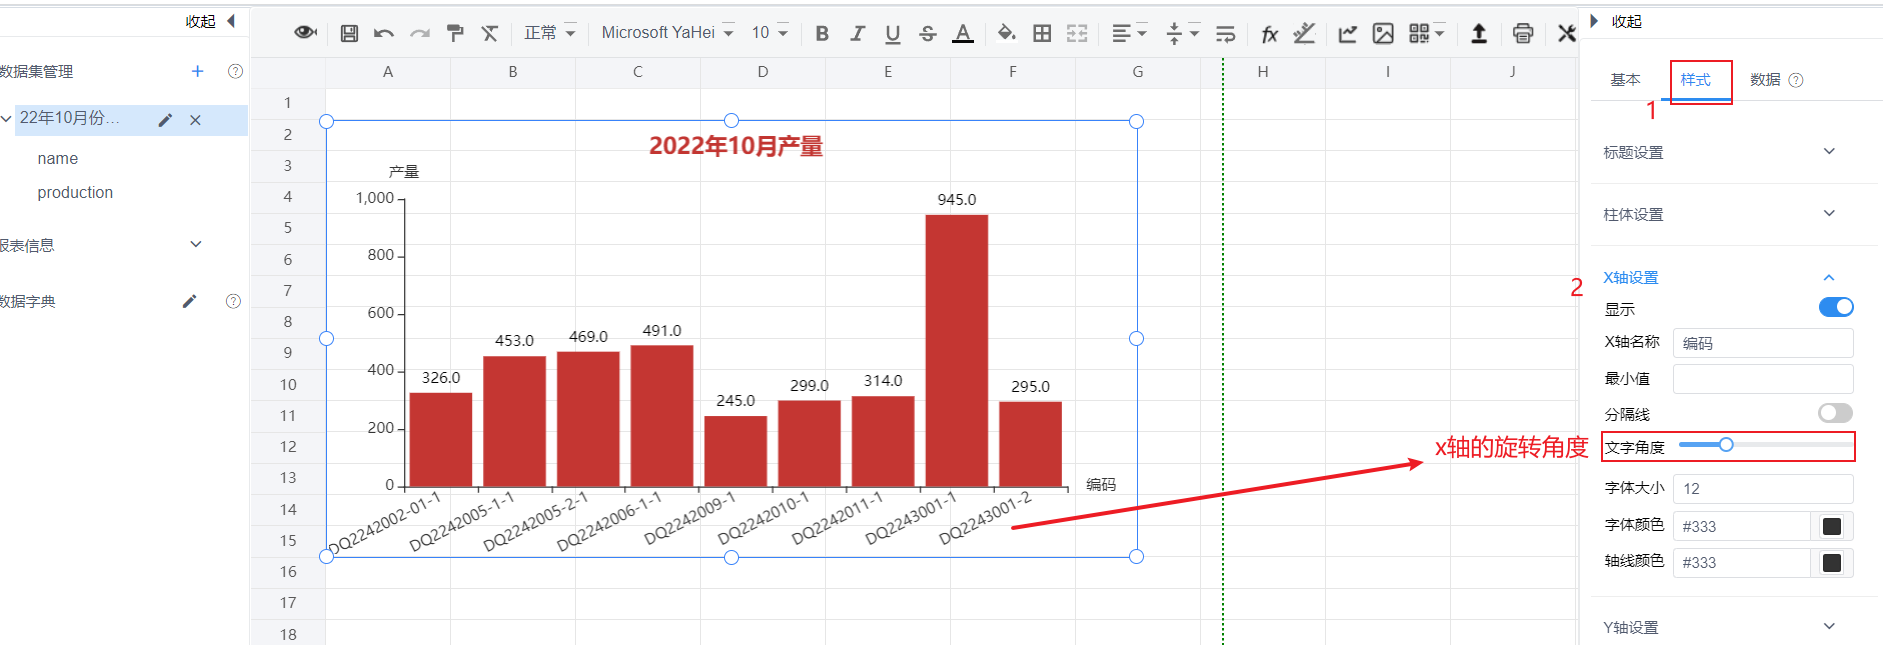 收起
数据集管理
22年10月份...
name
production
报表信息
数据字典
正常
Microsoft YaHei
10
B I U S A
fx
A B C D E F G H I J
1
2
3
4
5
6
7
8
9
10
11
12
13
14
15
16
17
18
2022年10月产量
产量
1,000
800
600
400
200
0
326.0
453.0
469.0
491.0
245.0
299.0
314.0
945.0
295.0
DQ2242002-01-1
DQ2242005-1-1
DQ2242005-2-1
DQ2242006-1-1
DQ2242009-1
DQ2242010-1
DQ2242011-1
DQ2243001-1
DQ2243001-2
编码
x轴的旋转角度
收起
基本 样式 数据
1
标题设置
柱体设置
2
X轴设置
显示
X轴名称 编码
最小值
分隔线
文字角度
字体大小 12
字体颜色 #333
轴线颜色 #333
Y轴设置